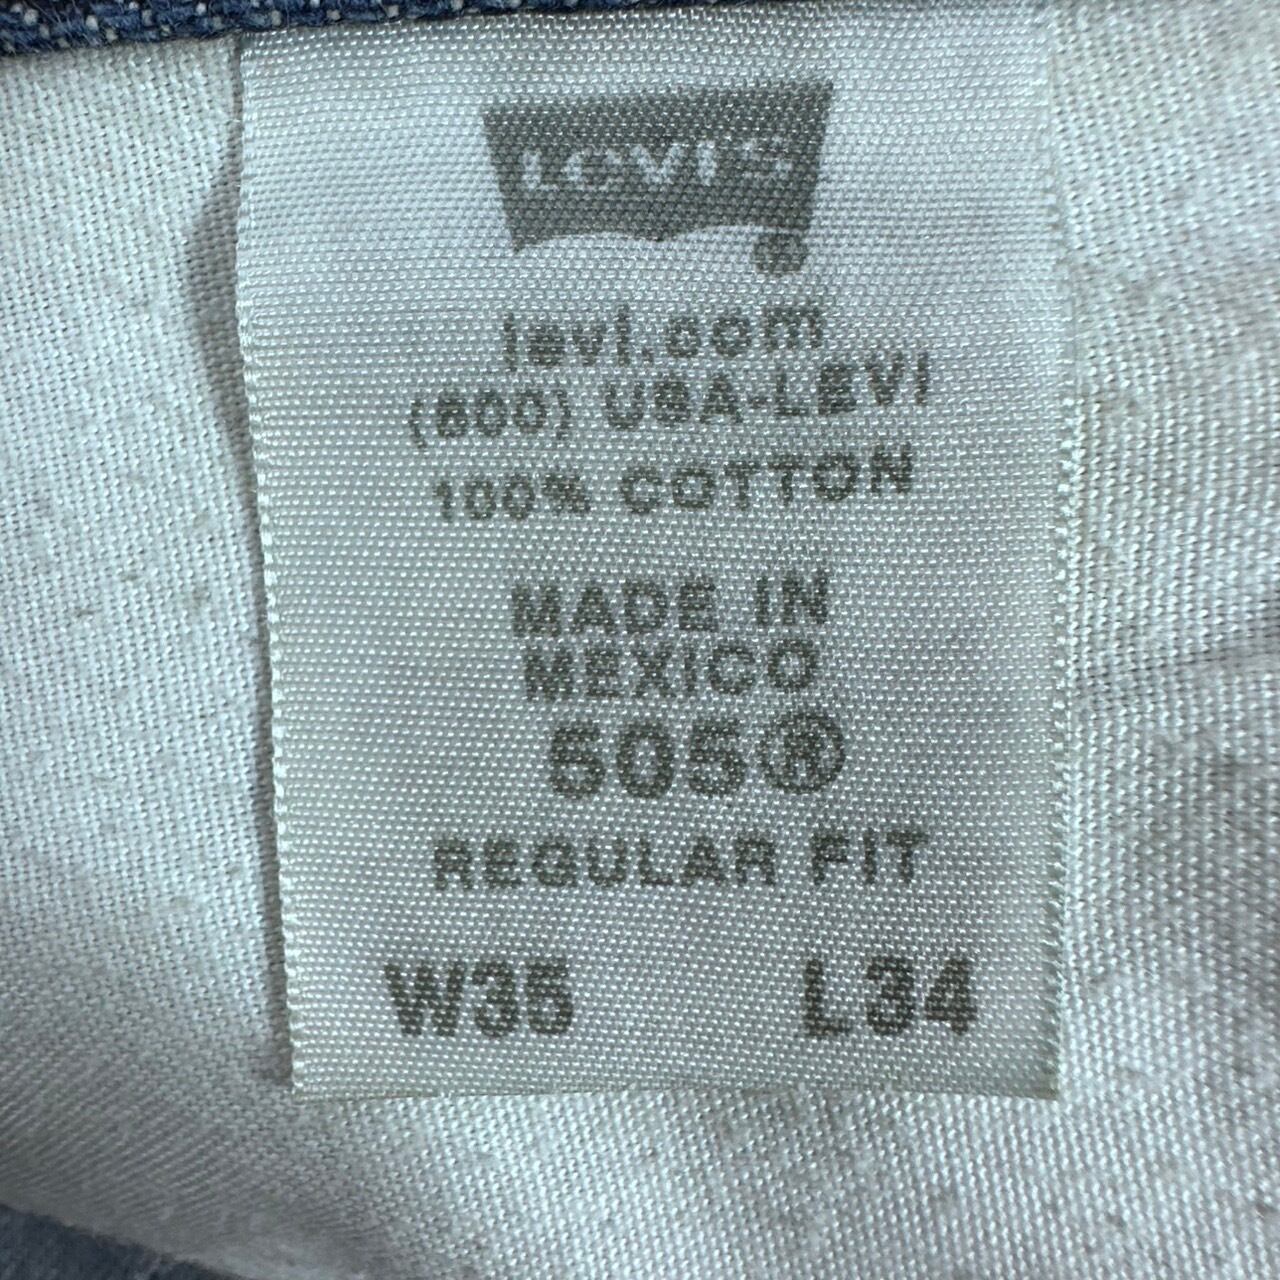 LEVI'S
®
levi.com
(800) USA-LEVI
100% COTTON
MADE IN
MEXICO
505®
REGULAR FIT
W35 L34